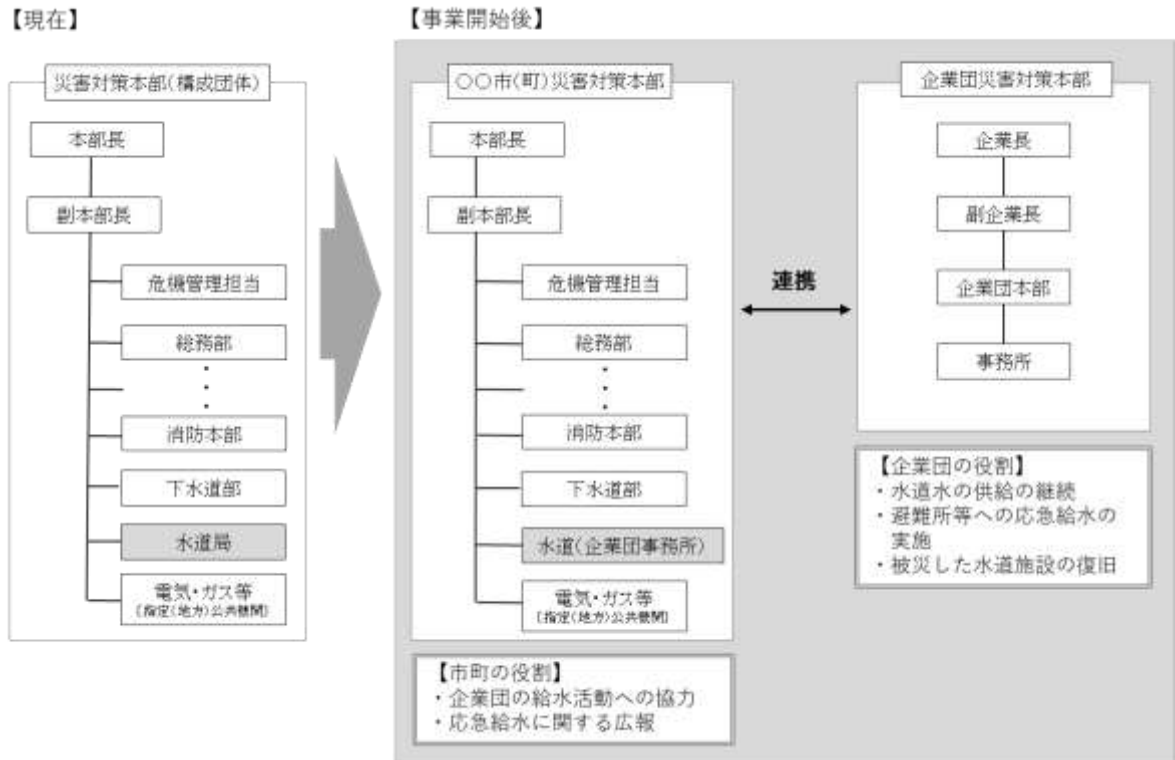 【現在】
災害対策本部(構成団体)
本部長
副本部長
危機管理担当
総務部
・
・
・
消防本部
下水道部
水道局
電気・ガス等
〔指定(地方)公共機関〕
【事業開始後】
○○市(町)災害対策本部
本部長
副本部長
危機管理担当
総務部
・
・
・
消防本部
下水道部
水道(企業団事務所)
電気・ガス等
〔指定(地方)公共機関〕
【市町の役割】
・企業団の給水活動への協力
・応急給水に関する広報
連携
企業団災害対策本部
企業長
副企業長
企業団本部
事務所
【企業団の役割】
・水道水の供給の継続
・避難所等への応急給水の
実施
・被災した水道施設の復旧